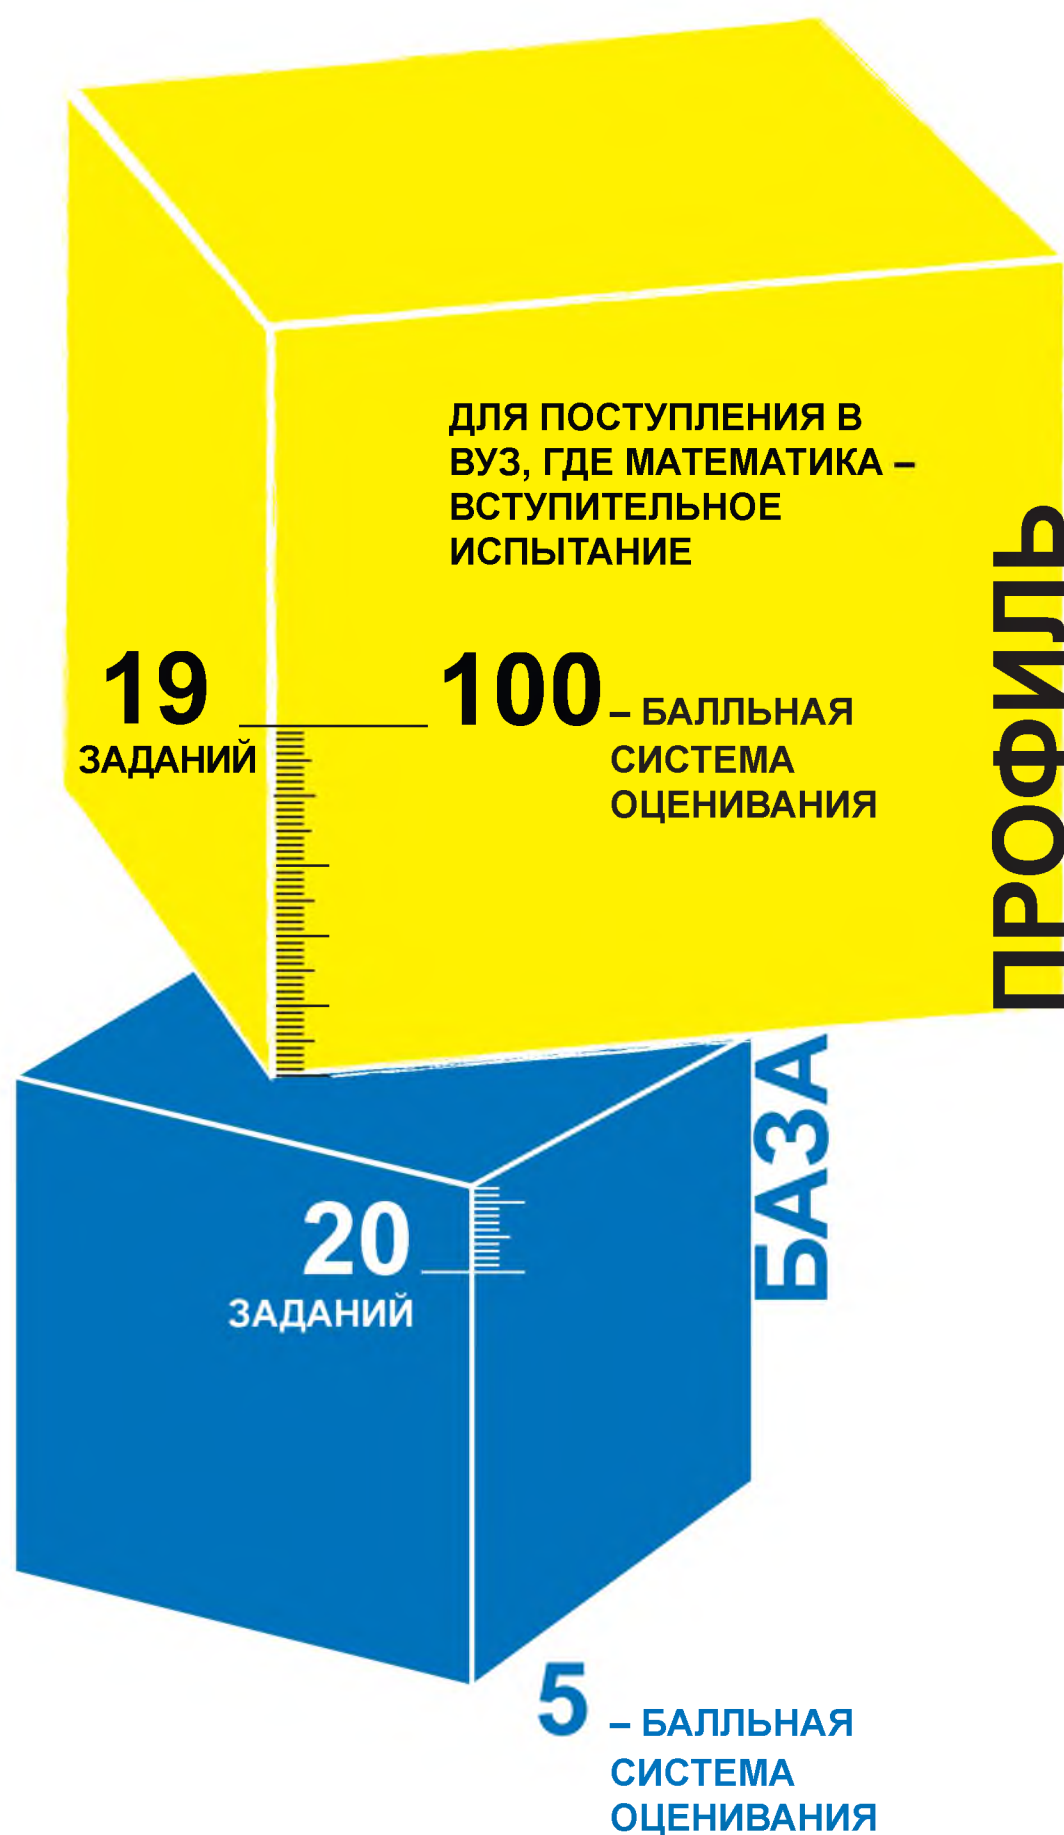 ДЛЯ ПОСТУПЛЕНИЯ В
ВУЗ, ГДЕ МАТЕМАТИКА –
ВСТУПИТЕЛЬНОЕ
ИСПЫТАНИЕ
19
ЗАДАНИЙ
100 – БАЛЛЬНАЯ
СИСТЕМА
ОЦЕНИВАНИЯ
ПРОФИЛЬ
БАЗА
20
ЗАДАНИЙ
5 – БАЛЛЬНАЯ
СИСТЕМА
ОЦЕНИВАНИЯ